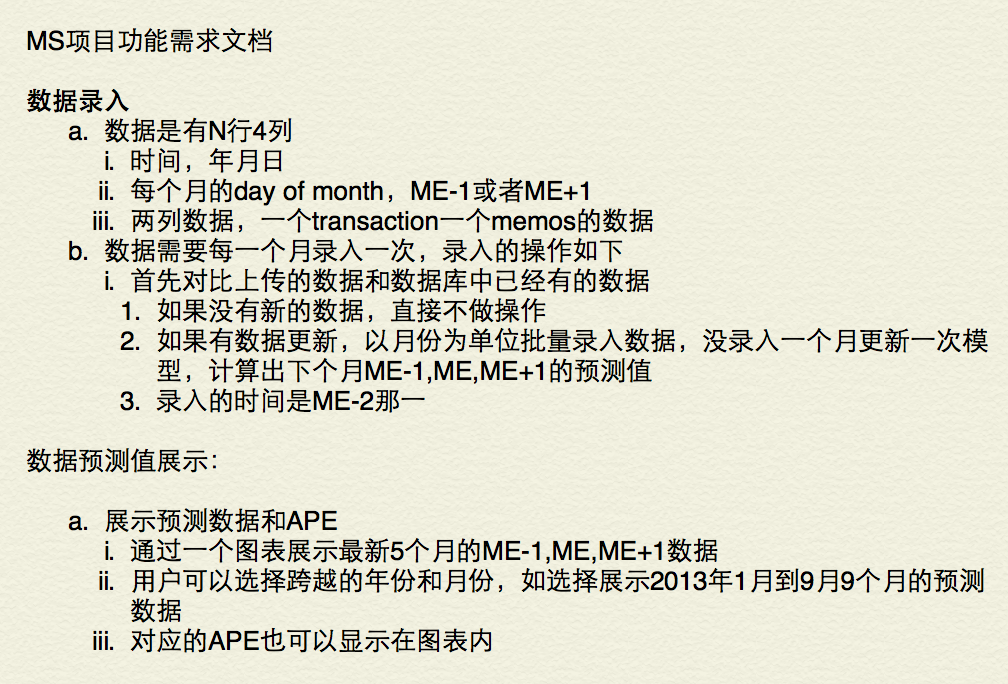 MS项目功能需求文档
数据录入
a. 数据是有N行4列
i. 时间，年月日
ii. 每个月的day of month，ME-1或者ME+1
iii. 两列数据，一个transaction一个memos的数据
b. 数据需要每一个月录入一次，录入的操作如下
i. 首先对比上传的数据和数据库中已经有的数据
1. 如果没有新的数据，直接不做操作
2. 如果有数据更新，以月份为单位批量录入数据，没录入一个月更新一次模
型，计算出下个月ME-1,ME,ME+1的预测值
3. 录入的时间是ME-2那一
数据预测值展示：
a. 展示预测数据和APE
i. 通过一个图表展示最新5个月的ME-1,ME,ME+1数据
ii. 用户可以选择跨越的年份和月份，如选择展示2013年1月到9月9个月的预测
数据
iii. 对应的APE也可以显示在图表内